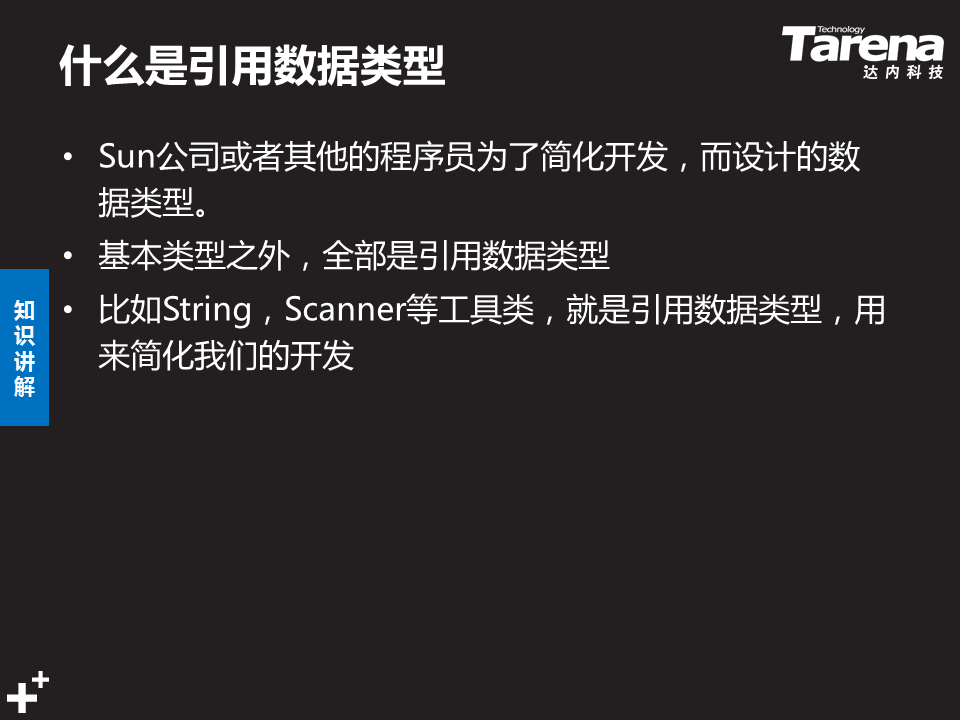 什么是引用数据类型
Technology
Tarena
达内科技
• Sun公司或者其他的程序员为了简化开发，而设计的数
据类型。
• 基本类型之外，全部是引用数据类型
• 比如String，Scanner等工具类，就是引用数据类型，用
来简化我们的开发
知
识
讲
解